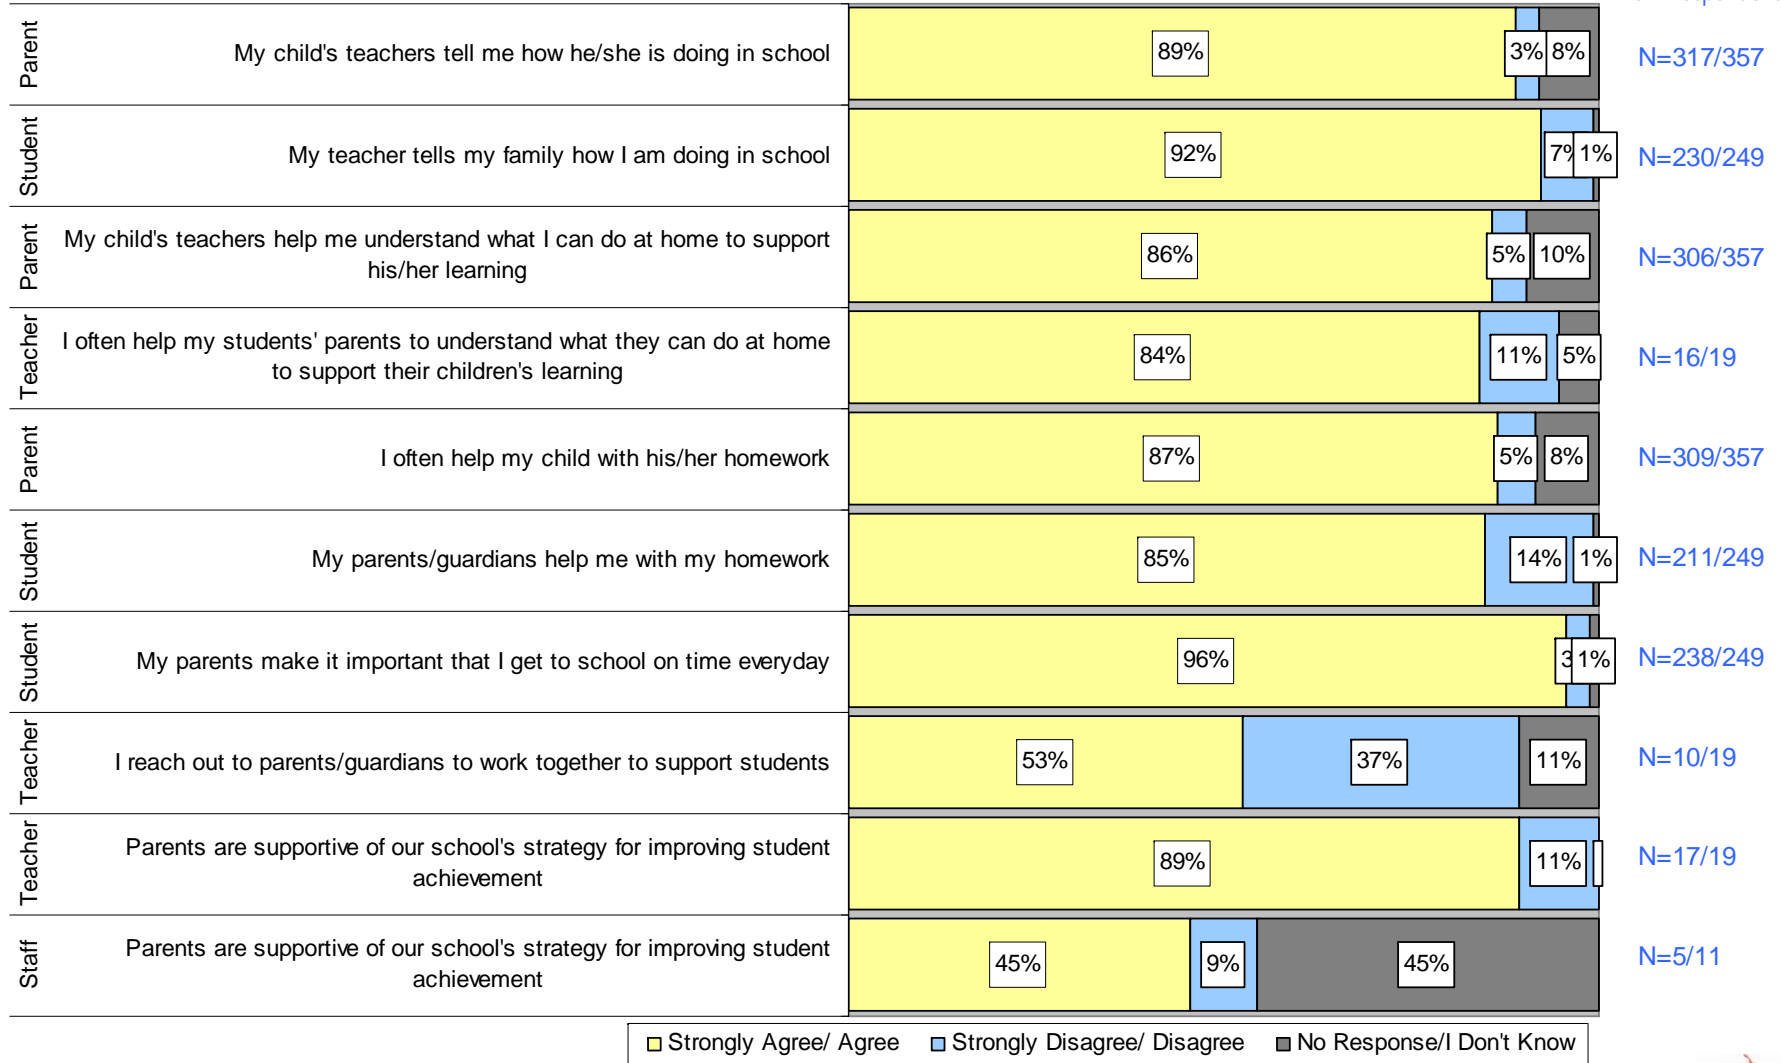 Parent
My child's teachers tell me how he/she is doing in school
89%
3%
8%
N=317/357
Student
My teacher tells my family how I am doing in school
92%
7%
1%
N=230/249
Parent
My child's teachers help me understand what I can do at home to support
his/her learning
86%
5%
10%
N=306/357
Teacher
I often help my students' parents to understand what they can do at home
to support their children's learning
84%
11%
5%
N=16/19
Parent
I often help my child with his/her homework
87%
5%
8%
N=309/357
Student
My parents/guardians help me with my homework
85%
14%
1%
N=211/249
Student
My parents make it important that I get to school on time everyday
96%
3
1%
N=238/249
Teacher
I reach out to parents/guardians to work together to support students
53%
37%
11%
N=10/19
Teacher
Parents are supportive of our school's strategy for improving student
achievement
89%
11%
N=17/19
Staff
Parents are supportive of our school's strategy for improving student
achievement
45%
9%
45%
N=5/11
Strongly Agree/ Agree
Strongly Disagree/ Disagree
No Response/I Don't Know